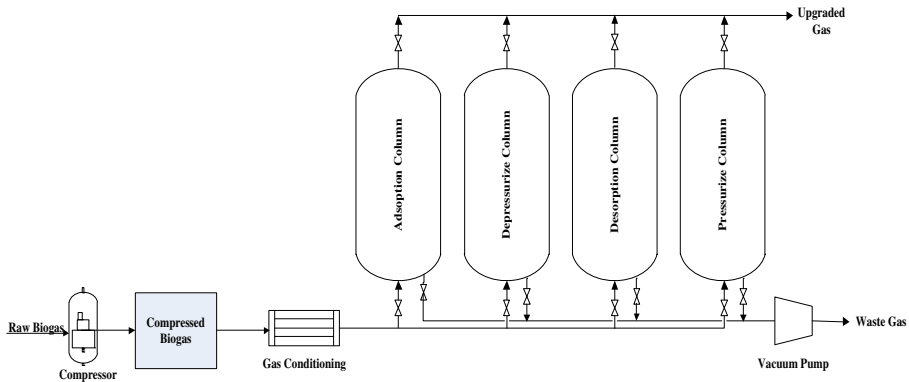 Upgraded
Gas
Adsoption Column
Depressurize Column
Desorption Column
Pressurize Column
Raw Biogas
Compressor
Compressed
Biogas
Gas Conditioning
Vacuum Pump
Waste Gas